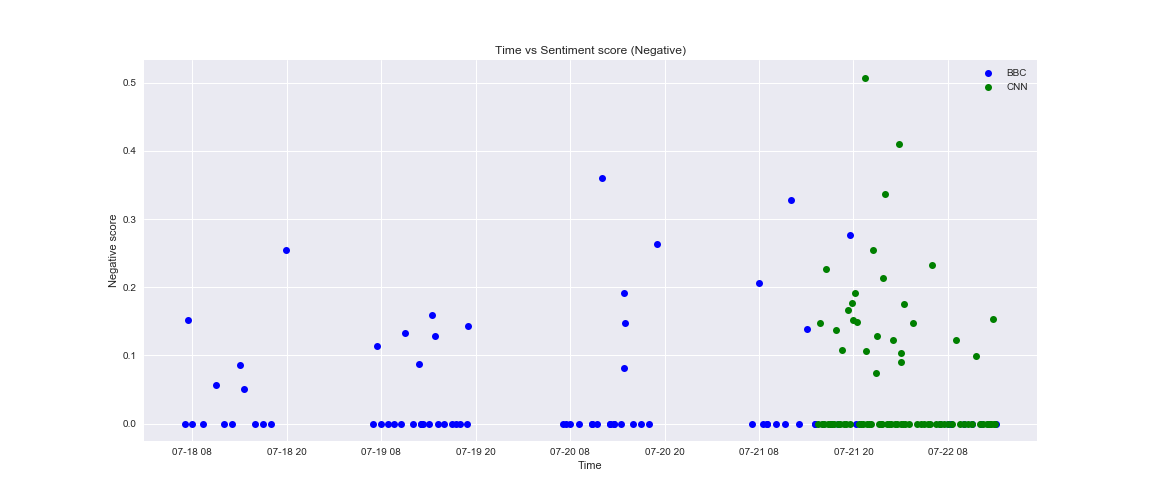 Time vs Sentiment score (Negative)
BBC
CNN
Negative score
0.5
0.4
0.3
0.2
0.1
0.0
07-18 08 07-18 20 07-19 08 07-19 20 07-20 08 07-20 20 07-21 08 07-21 20 07-22 08
Time